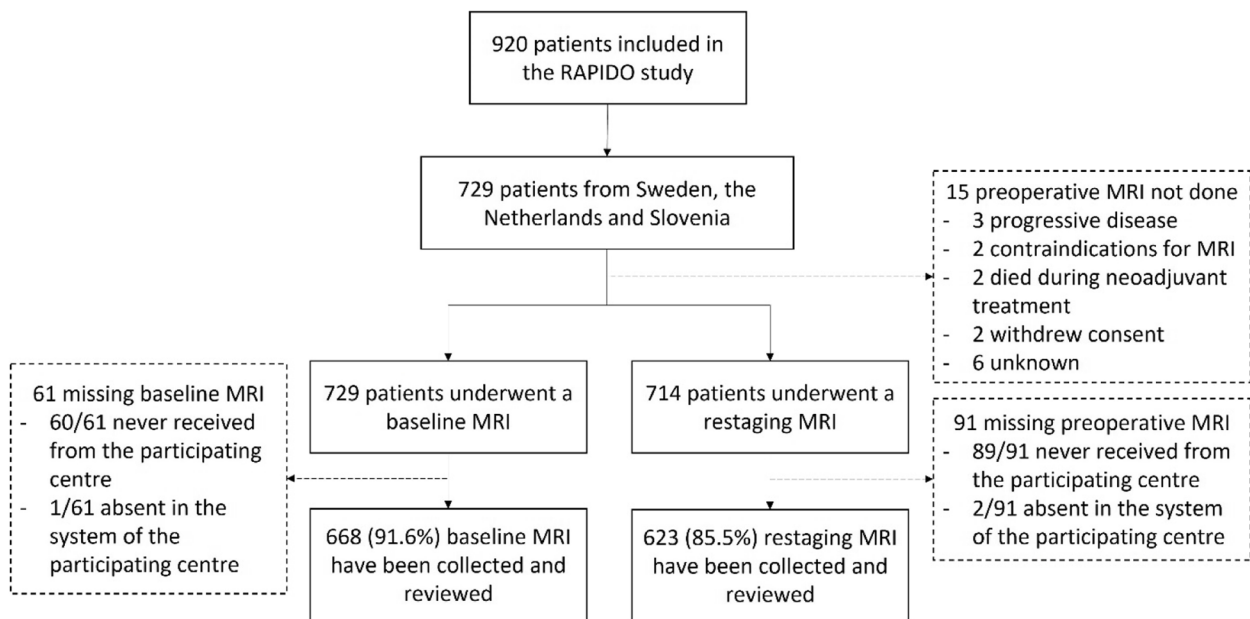 920 patients included in
the RAPIDO study
729 patients from Sweden, the
Netherlands and Slovenia
15 preoperative MRI not done
- 3 progressive disease
- 2 contraindications for MRI
- 2 died during neoadjuvant
treatment
- 2 withdrew consent
- 6 unknown
61 missing baseline MRI
- 60/61 never received
from the participating
centre
- 1/61 absent in the
system of the
participating centre
729 patients underwent a
baseline MRI
714 patients underwent a
restaging MRI
91 missing preoperative MRI
- 89/91 never received from
the participating centre
- 2/91 absent in the system
of the participating centre
668 (91.6%) baseline MRI
have been collected and
reviewed
623 (85.5%) restaging MRI
have been collected and
reviewed